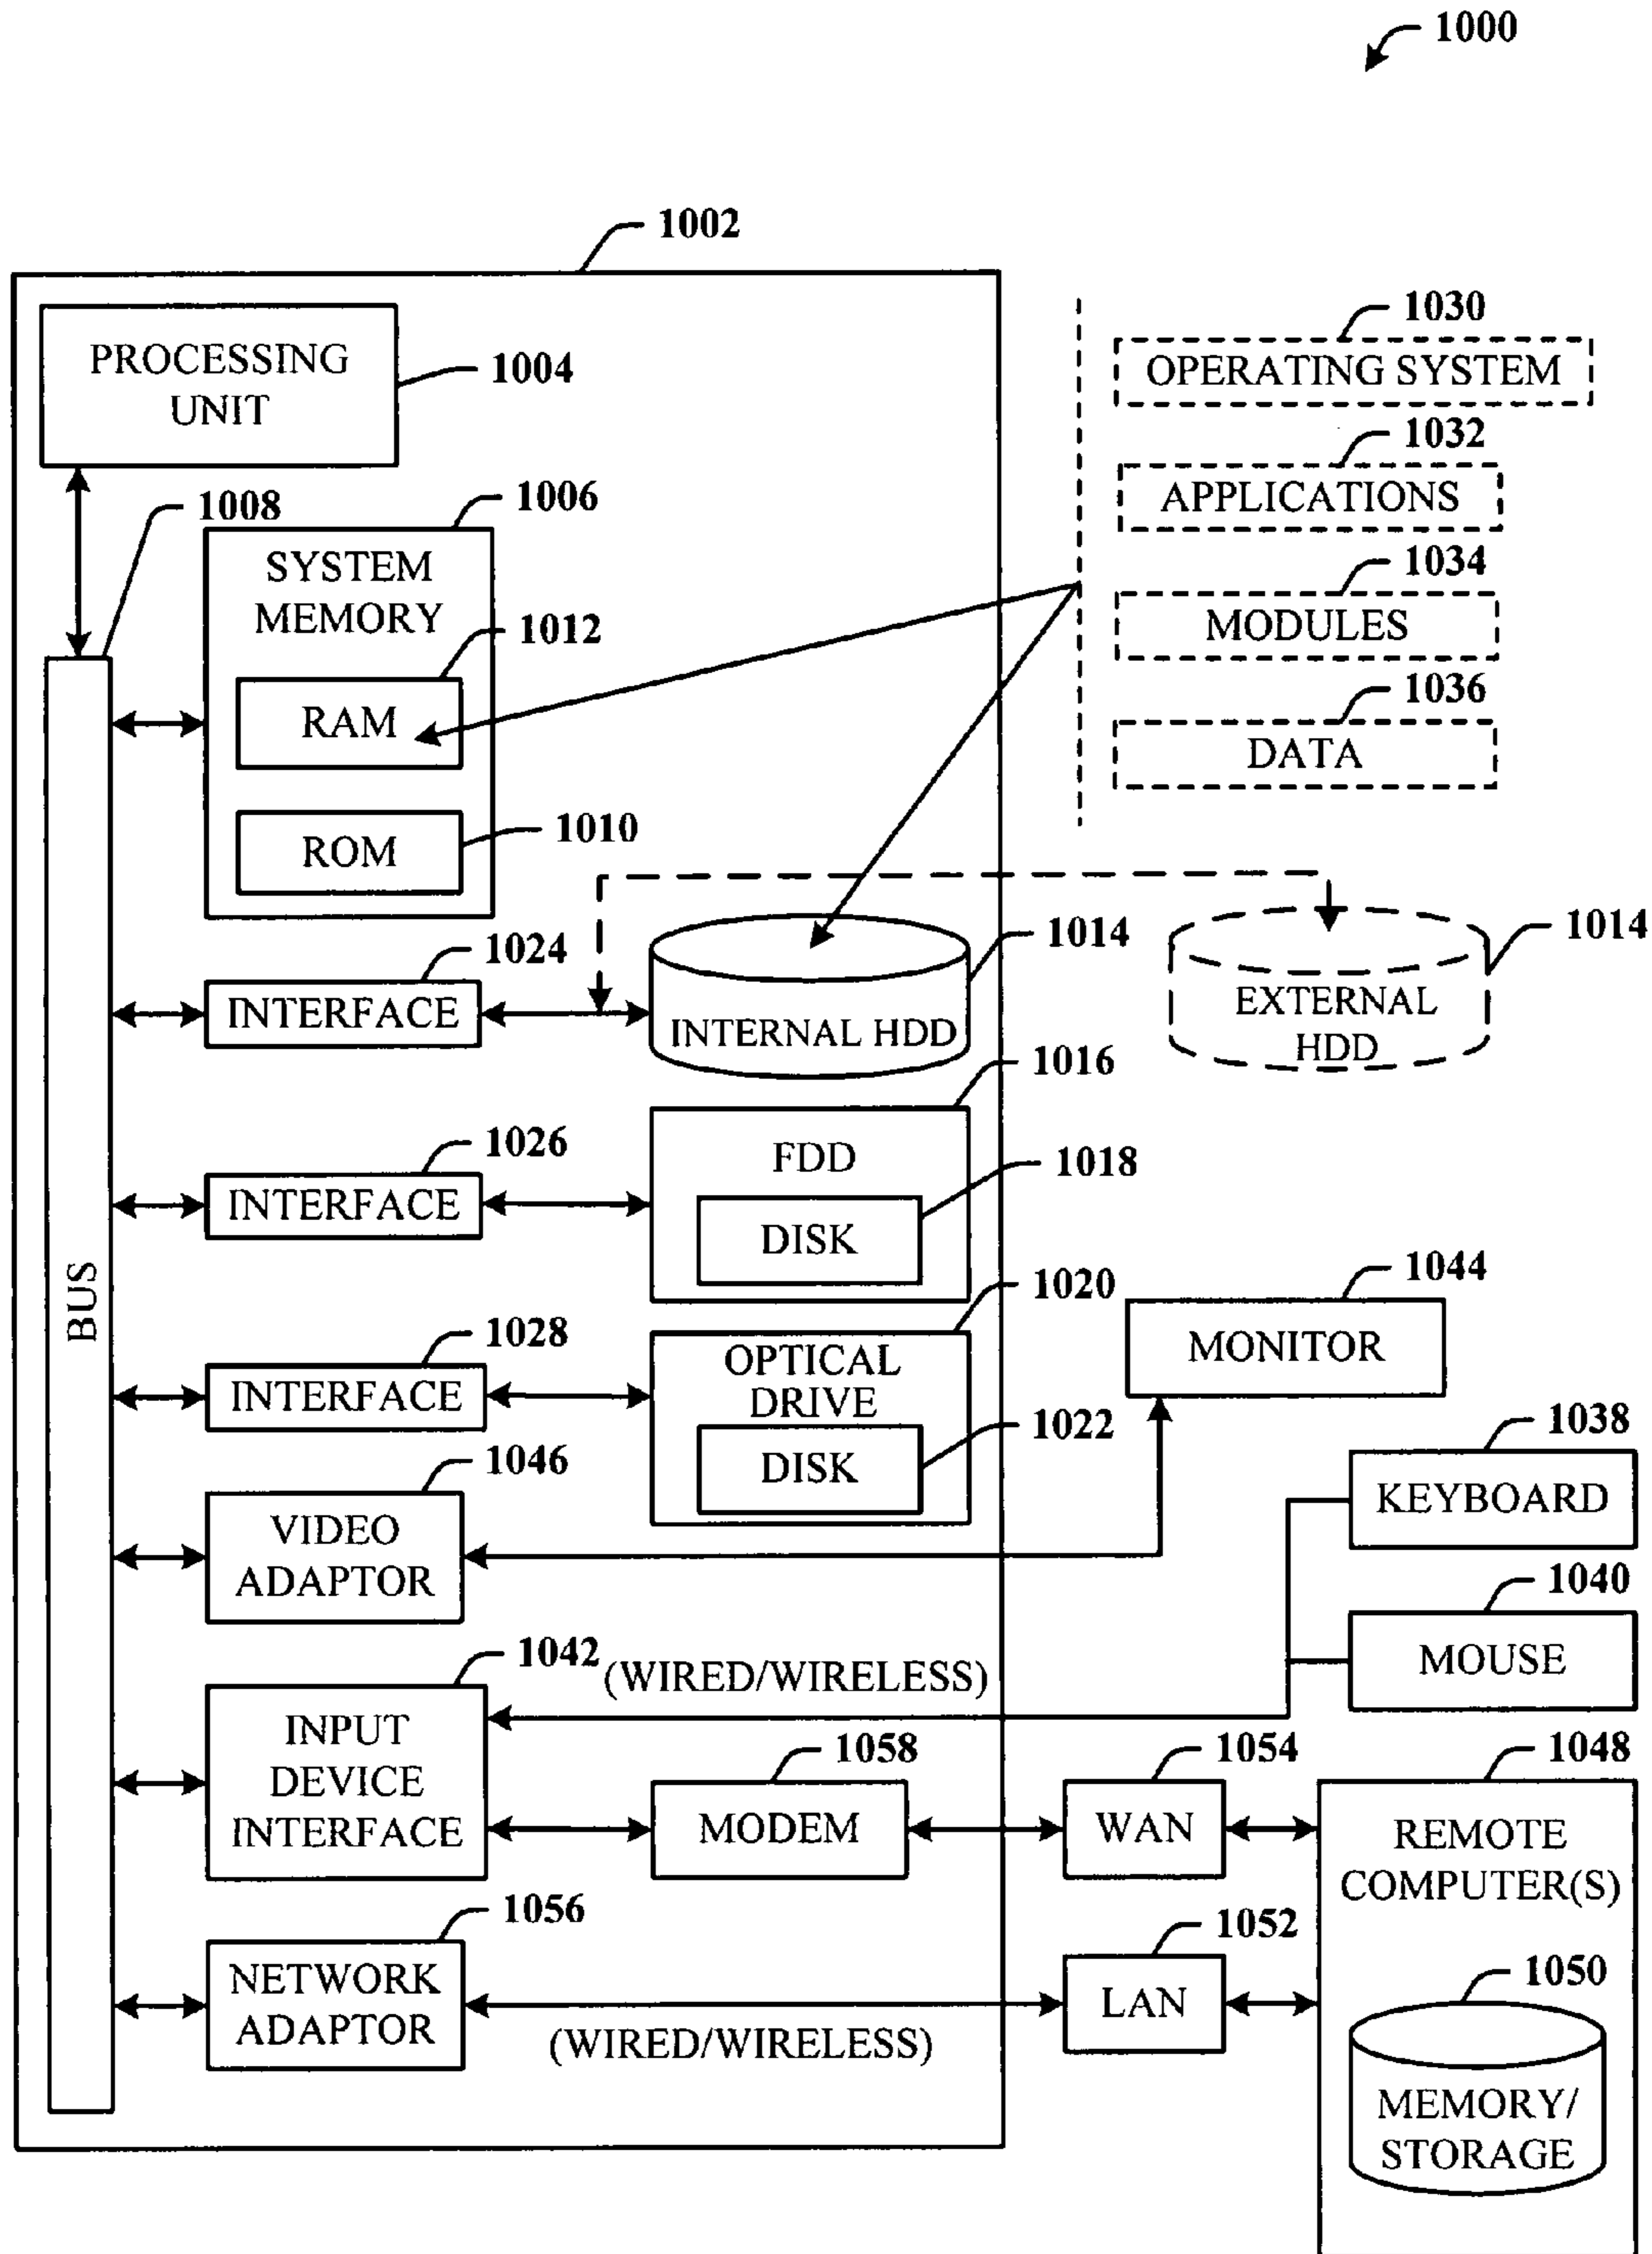 1000
1002
PROCESSING
UNIT
1004
1030
OPERATING SYSTEM
1032
APPLICATIONS
1034
MODULES
1036
DATA
1008
1006
SYSTEM
MEMORY
1012
RAM
1010
ROM
BUS
1024
INTERFACE
1014
INTERNAL HDD
1014
EXTERNAL
HDD
1026
INTERFACE
1016
FDD
1018
DISK
1028
INTERFACE
1020
OPTICAL
DRIVE
1022
DISK
1044
MONITOR
1046
VIDEO
ADAPTOR
1038
KEYBOARD
1040
MOUSE
1042
(WIRED/WIRELESS)
INPUT
DEVICE
INTERFACE
1058
MODEM
1054
WAN
1048
REMOTE
COMPUTER(S)
1056
NETWORK
ADAPTOR
(WIRED/WIRELESS)
1052
LAN
1050
MEMORY/
STORAGE